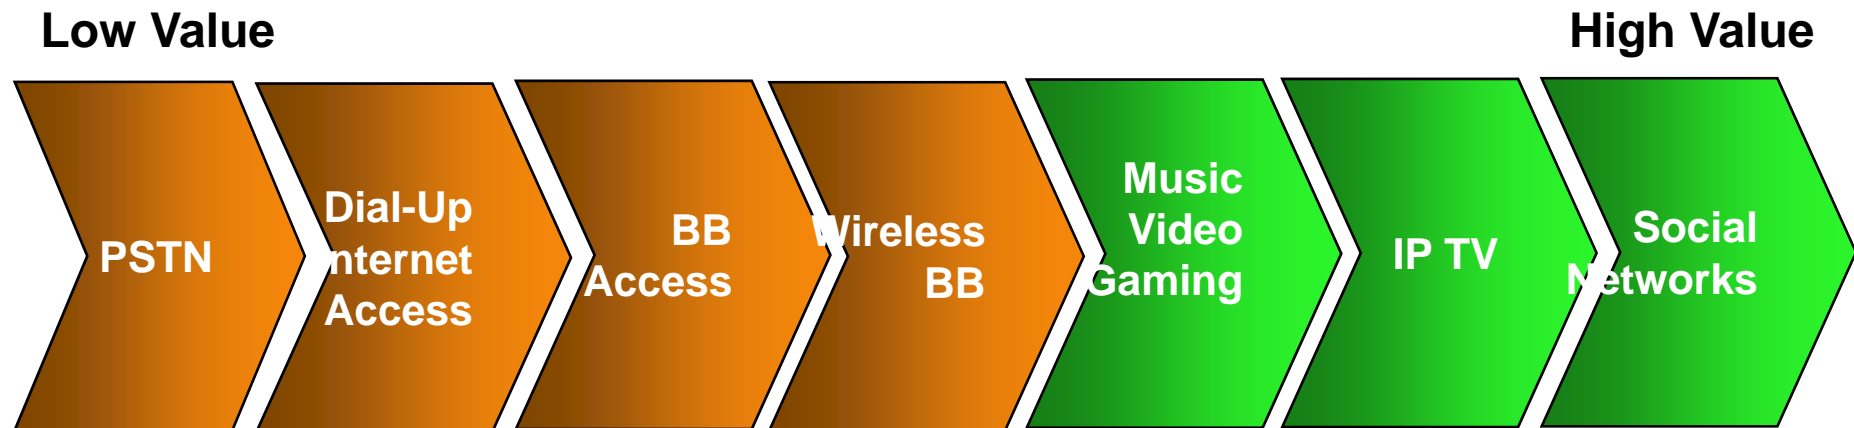 Low Value
High Value
PSTN
Dial-Up
Internet
Access
BB
Access
Wireless
BB
Music
Video
Gaming
IP TV
Social
Networks